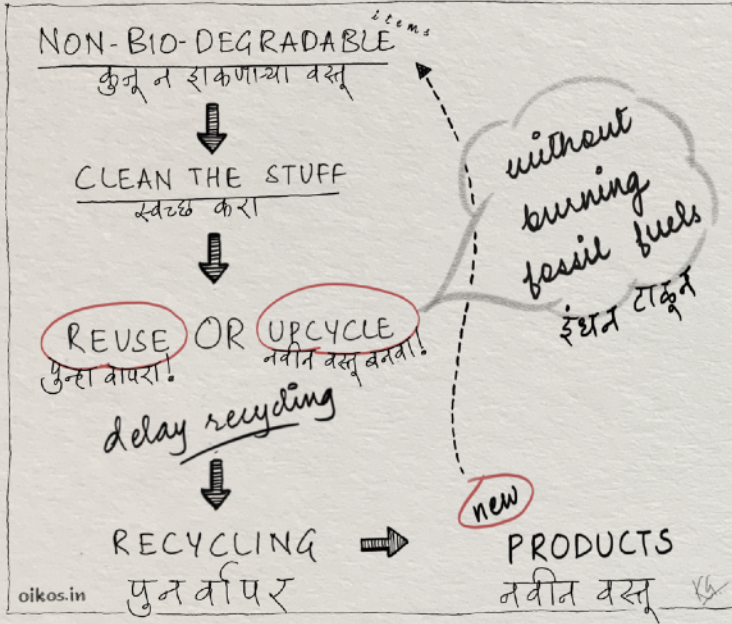 NON-BIO-DEGRADABLE items
कुजू न शकणाऱ्या वस्तू
CLEAN THE STUFF
स्वच्छ करा
REUSE OR UPCYCLE
पुन्हा वापरा! नवीन वस्तू बनवा!
without
burning
fossil fuels
इंधन टाळून
delay recycling
RECYCLING
पुनर्वापर
new
PRODUCTS
नवीन वस्तू
oikos.in